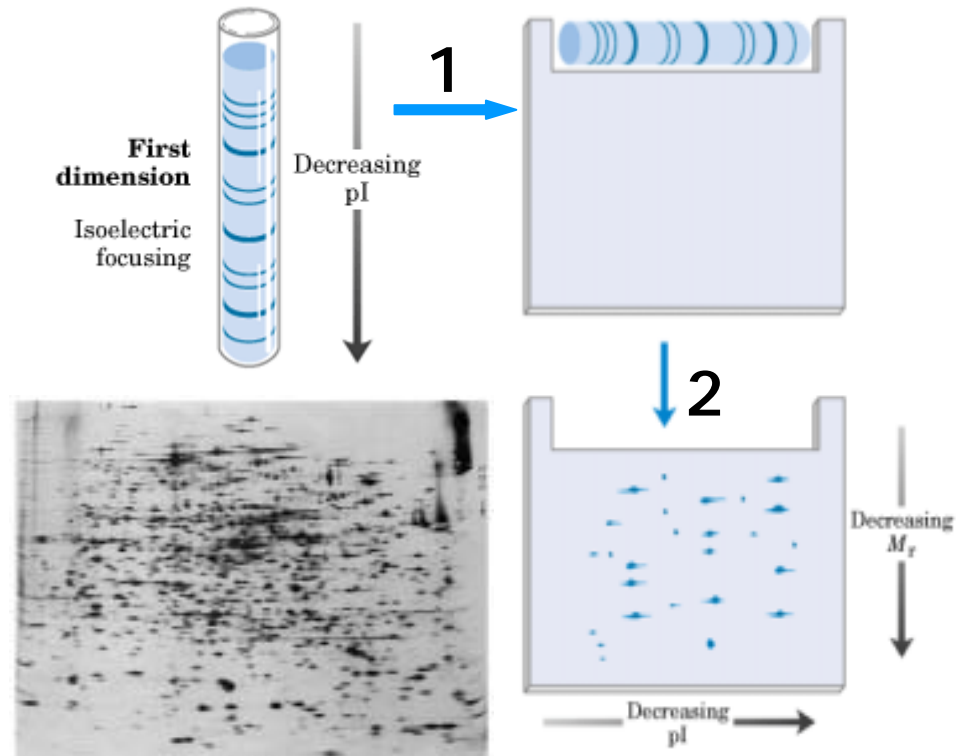 First
dimension
Isoelectric
focusing
Decreasing
pI
1
2
Decreasing
Mr
Decreasing
pI